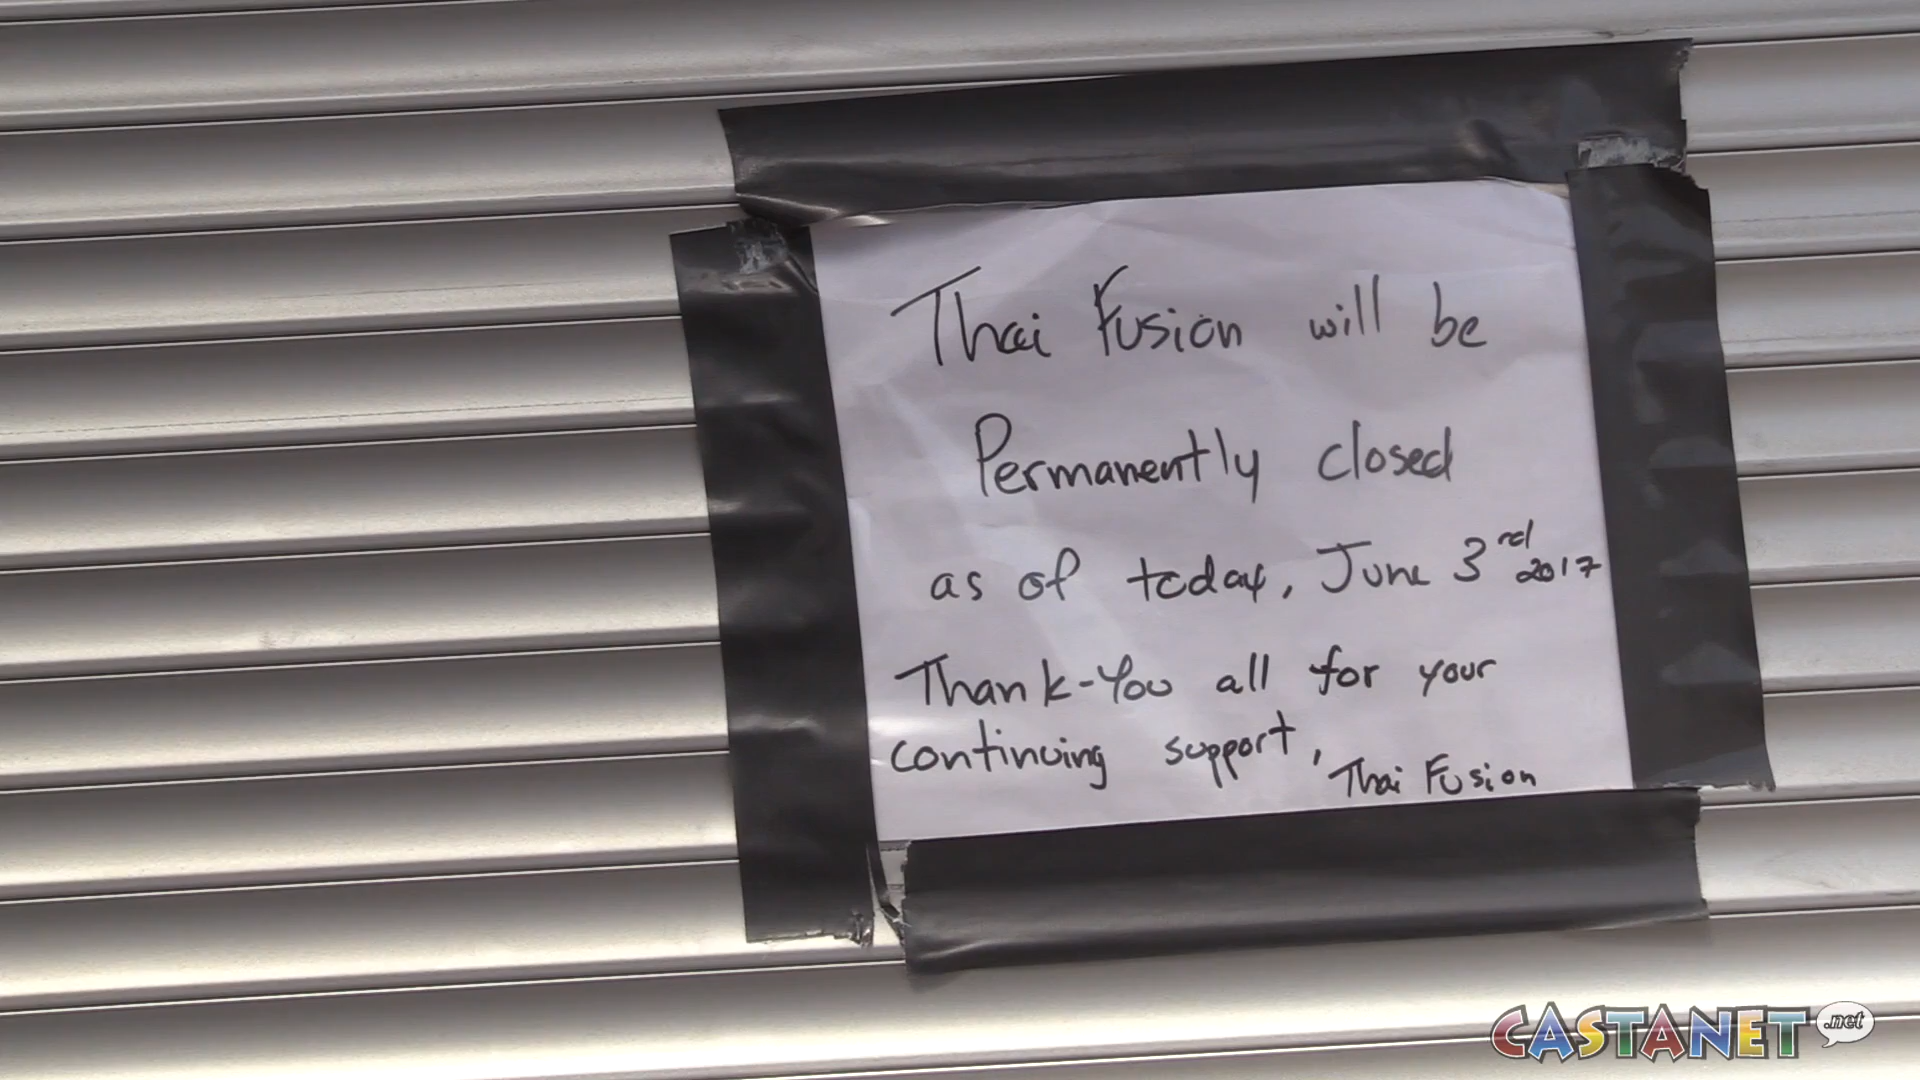 Thai Fusion will be
Permanently closed
as of today, June 3rd 2017
Thank-You all for your
continuing support,
Thai Fusion
CASTANET.net